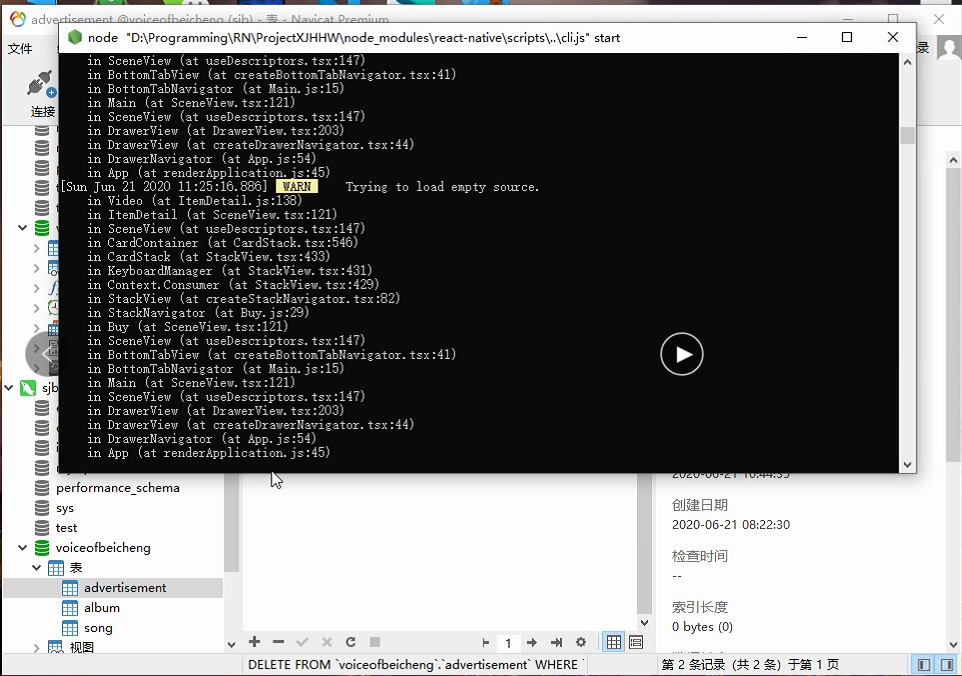 advertisement @voiceofbeicheng (sjb) - 表 - Navicat Premium
node "D:\Programming\RN\ProjectXJHHW\node_modules\react-native\scripts\..\cli.js" start
文件
录
连接
in SceneView (at useDescriptors.tsx:147)
in BottomTabView (at createBottomTabNavigator.tsx:41)
in BottomTabNavigator (at Main.js:15)
in Main (at SceneView.tsx:121)
in SceneView (at useDescriptors.tsx:147)
in DrawerView (at DrawerView.tsx:203)
in DrawerView (at createDrawerNavigator.tsx:44)
in DrawerNavigator (at App.js:54)
in App (at renderApplication.js:45)
[Sun Jun 21 2020 11:25:16.886] WARN Trying to load empty source.
in Video (at ItemDetail.js:138)
in ItemDetail (at SceneView.tsx:121)
in SceneView (at useDescriptors.tsx:147)
in CardContainer (at CardStack.tsx:546)
in CardStack (at StackView.tsx:433)
in KeyboardManager (at StackView.tsx:431)
in Context.Consumer (at StackView.tsx:429)
in StackView (at createStackNavigator.tsx:82)
in StackNavigator (at Buy.js:29)
in Buy (at SceneView.tsx:121)
in SceneView (at useDescriptors.tsx:147)
in BottomTabView (at createBottomTabNavigator.tsx:41)
in BottomTabNavigator (at Main.js:15)
in Main (at SceneView.tsx:121)
in SceneView (at useDescriptors.tsx:147)
in DrawerView (at DrawerView.tsx:203)
in DrawerView (at createDrawerNavigator.tsx:44)
in DrawerNavigator (at App.js:54)
in App (at renderApplication.js:45)
sjb
performance_schema
sys
test
voiceofbeicheng
表
advertisement
album
song
视图
2020-06-21 10:44:35
创建日期
2020-06-21 08:22:30
检查时间
--
索引长度
0 bytes (0)
1
DELETE FROM `voiceofbeicheng`.`advertisement` WHERE `
第 2 条记录 (共 2 条) 于第 1 页